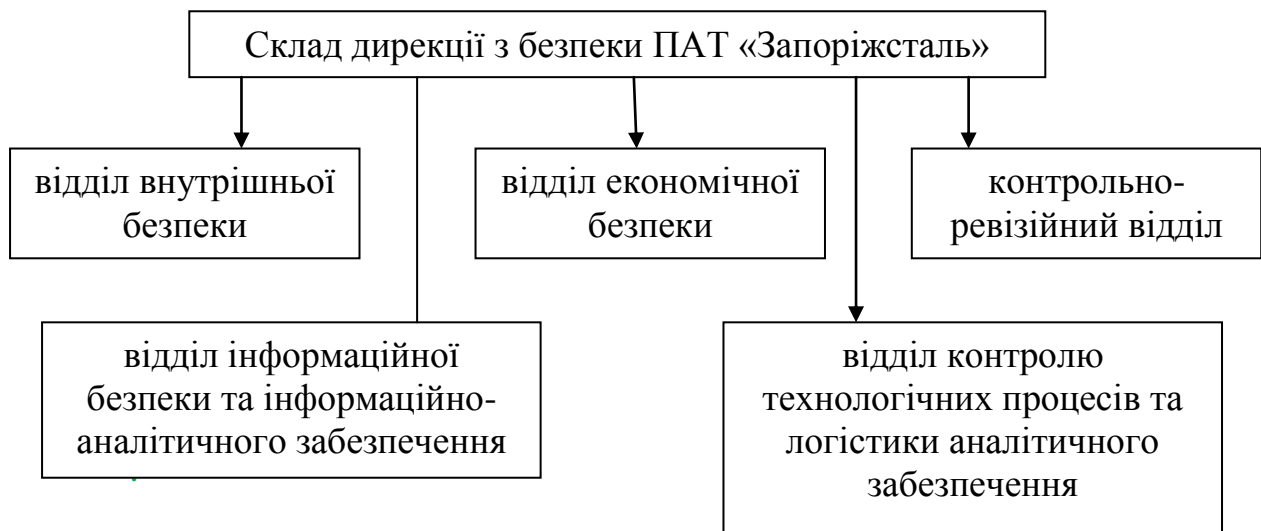 Склад дирекції з безпеки ПАТ «Запоріжсталь»
відділ внутрішньої
безпеки
відділ економічної
безпеки
контрольно-
ревізійний відділ
відділ інформаційної
безпеки та інформаційно-
аналітичного забезпечення
відділ контролю
технологічних процесів та
логістики аналітичного
забезпечення